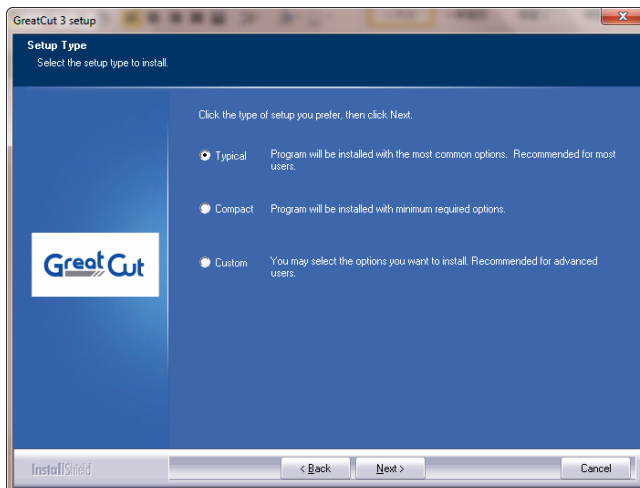 GreatCut 3 setup
Setup Type
Select the setup type to install.
Click the type of setup you prefer, then click Next.
Typical
Program will be installed with the most common options. Recommended for most
users.
Compact
Program will be installed with minimum required options.
Custom
You may select the options you want to install. Recommended for advanced
users.
Great Cut
InstallShield
< Back
Next >
Cancel